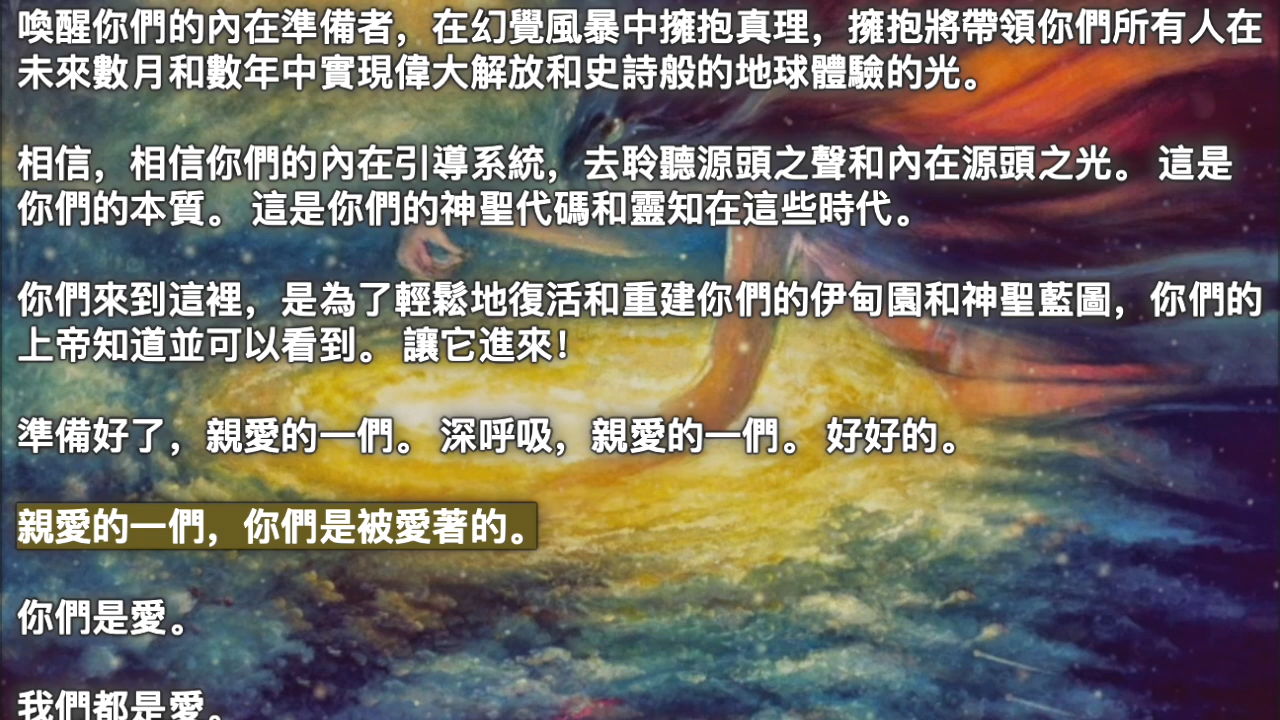 喚醒你們的內在準備者，在幻覺風暴中擁抱真理，擁抱將帶領你們所有人在
未來數月和數年中實現偉大解放和史詩般的地球體驗的光。
相信，相信你們的內在引導系統，去聆聽源頭之聲和內在源頭之光。 這是
你們的本質。 這是你們的神聖代碼和靈知在這些時代。
你們來到這裡，是為了輕鬆地復活和重建你們的伊甸園和神聖藍圖，你們的
上帝知道並可以看到。 讓它進來！
準備好了，親愛的一們。 深呼吸，親愛的一們。 好好的。
親愛的一們，你們是被愛著的。
你們是愛。
我們都是愛。